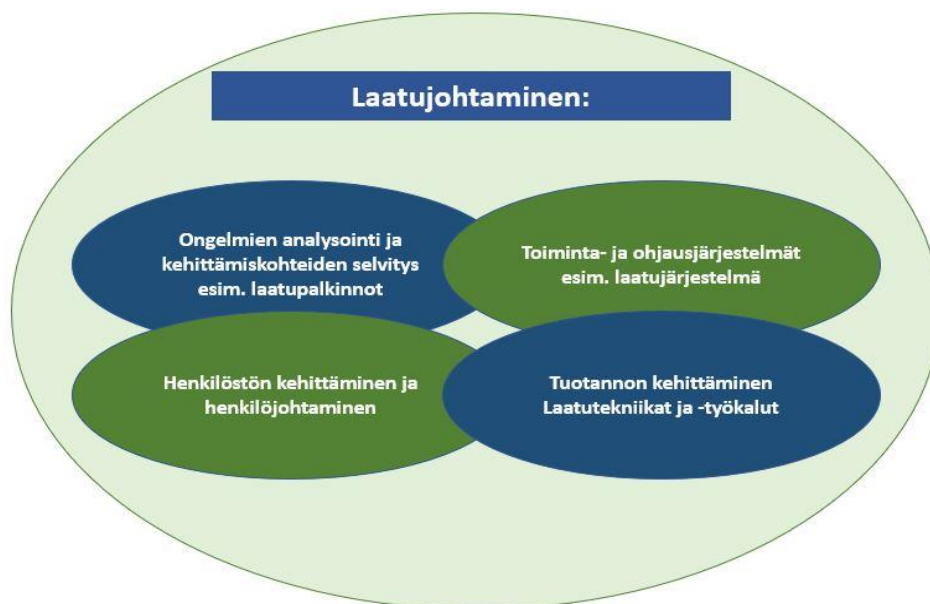 Laatujohtaminen:
Ongelmien analysointi ja
kehittämiskohteiden selvitys
esim. laatupalkinnot
Toiminta- ja ohjausjärjestelmät
esim. laatujärjestelmä
Henkilöstön kehittäminen ja
henkilöjohtaminen
Tuotannon kehittäminen
Laatutekniikat ja -työkalut